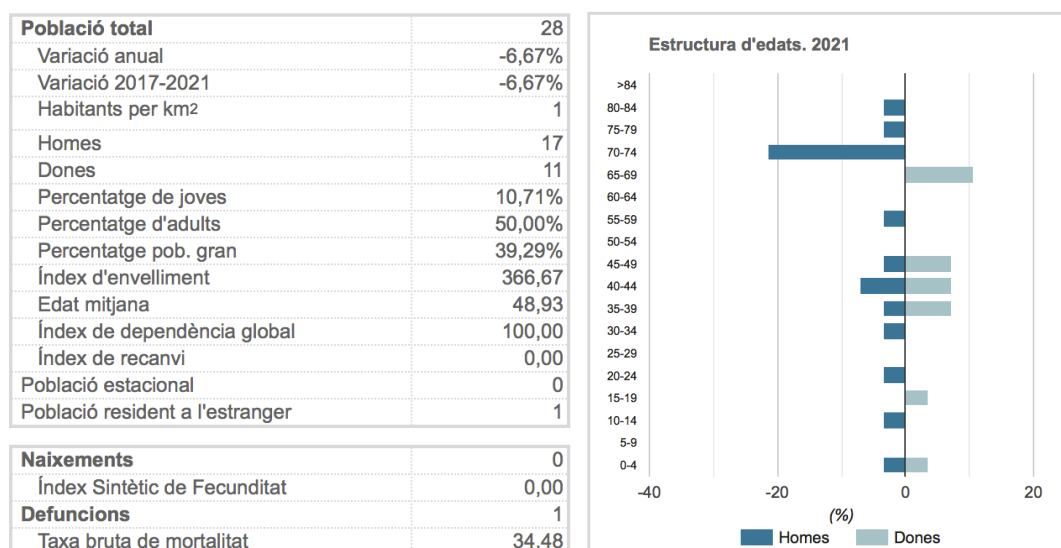 Població total 28
Variació anual -6,67%
Variació 2017-2021 -6,67%
Habitants per km2 1
Homes 17
Dones 11
Percentatge de joves 10,71%
Percentatge d'adults 50,00%
Percentatge pob. gran 39,29%
Índex d'envelliment 366,67
Edat mitjana 48,93
Índex de dependència global 100,00
Índex de recanvi 0,00
Població estacional 0
Població resident a l'estranger 1
Naixements 0
Índex Sintètic de Fecunditat 0,00
Defuncions 1
Taxa bruta de mortalitat 34,48
Estructura d'edats. 2021
>84
80-84
75-79
70-74
65-69
60-64
55-59
50-54
45-49
40-44
35-39
30-34
25-29
20-24
15-19
10-14
5-9
0-4
-40 -20 0 20
(%)
Homes Dones